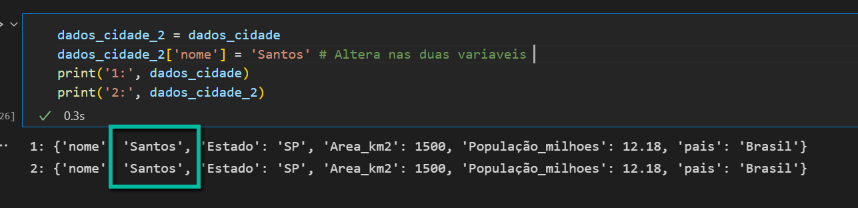 dados_cidade_2 = dados_cidade
dados_cidade_2['nome'] = 'Santos' # Altera nas duas variaveis
print('1:', dados_cidade)
print('2:', dados_cidade_2)
26]
0.3s
1: {'nome' 'Santos', 'Estado': 'SP', 'Area_km2': 1500, 'População_milhoes': 12.18, 'pais': 'Brasil'}
2: {'nome' 'Santos', 'Estado': 'SP', 'Area_km2': 1500, 'População_milhoes': 12.18, 'pais': 'Brasil'}